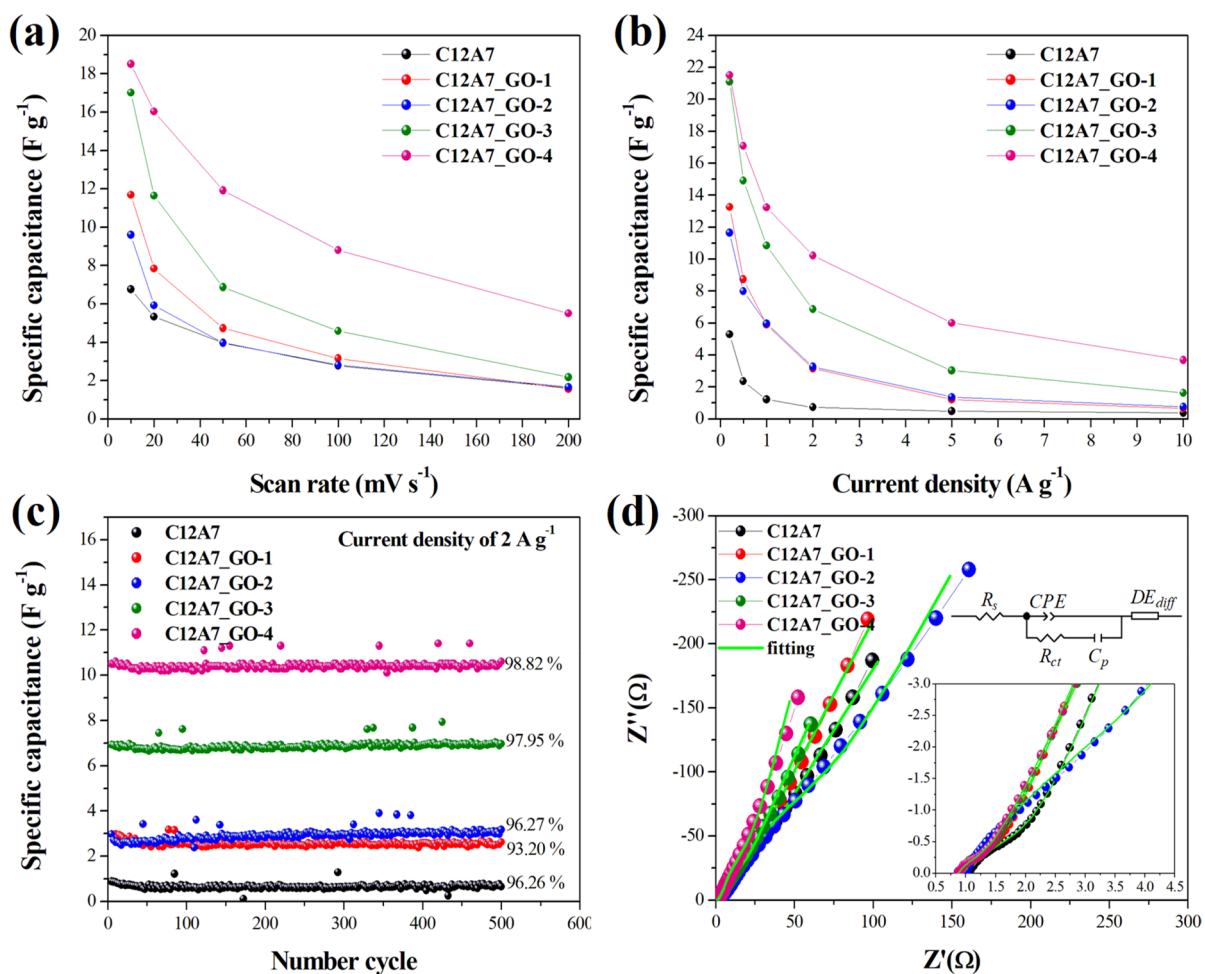 (a)
20
18
16
14
12
10
8
6
4
2
0
Specific capacitance (F g⁻¹)
C12A7
C12A7_GO-1
C12A7_GO-2
C12A7_GO-3
C12A7_GO-4
0 20 40 60 80 100 120 140 160 180 200
Scan rate (mV s⁻¹)
(b)
24
22
20
18
16
14
12
10
8
6
4
2
0
Specific capacitance (F g⁻¹)
C12A7
C12A7_GO-1
C12A7_GO-2
C12A7_GO-3
C12A7_GO-4
0 1 2 3 4 5 6 7 8 9 10
Current density (A g⁻¹)
(c)
16
14
12
10
8
6
4
2
0
Specific capacitance (F g⁻¹)
C12A7
C12A7_GO-1
C12A7_GO-2
C12A7_GO-3
C12A7_GO-4
Current density of 2 A g⁻¹
98.82 %
97.95 %
96.27 %
93.20 %
96.26 %
0 100 200 300 400 500 600
Number cycle
(d)
-300
-250
-200
-150
-100
-50
0
Z''(Ω)
C12A7
C12A7_GO-1
C12A7_GO-2
C12A7_GO-3
C12A7_GO-4
fitting
Rs CPE DEdiff
Rct Cp
-3.0
-2.5
-2.0
-1.5
-1.0
-0.5
0.0
0.5 1.0 1.5 2.0 2.5 3.0 3.5 4.0 4.5
0 50 100 150 200 250 300
Z'(Ω)